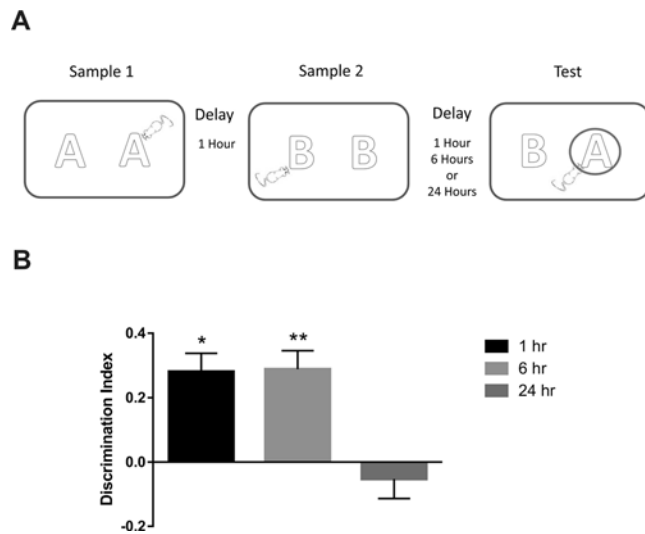 A
Sample 1
Sample 2
Test
A A
Delay
1 Hour
B B
Delay
1 Hour
6 Hours
or
24 Hours
B A
B
Discrimination Index
0.4
0.2
0.0
-0.2
*
**
1 hr
6 hr
24 hr